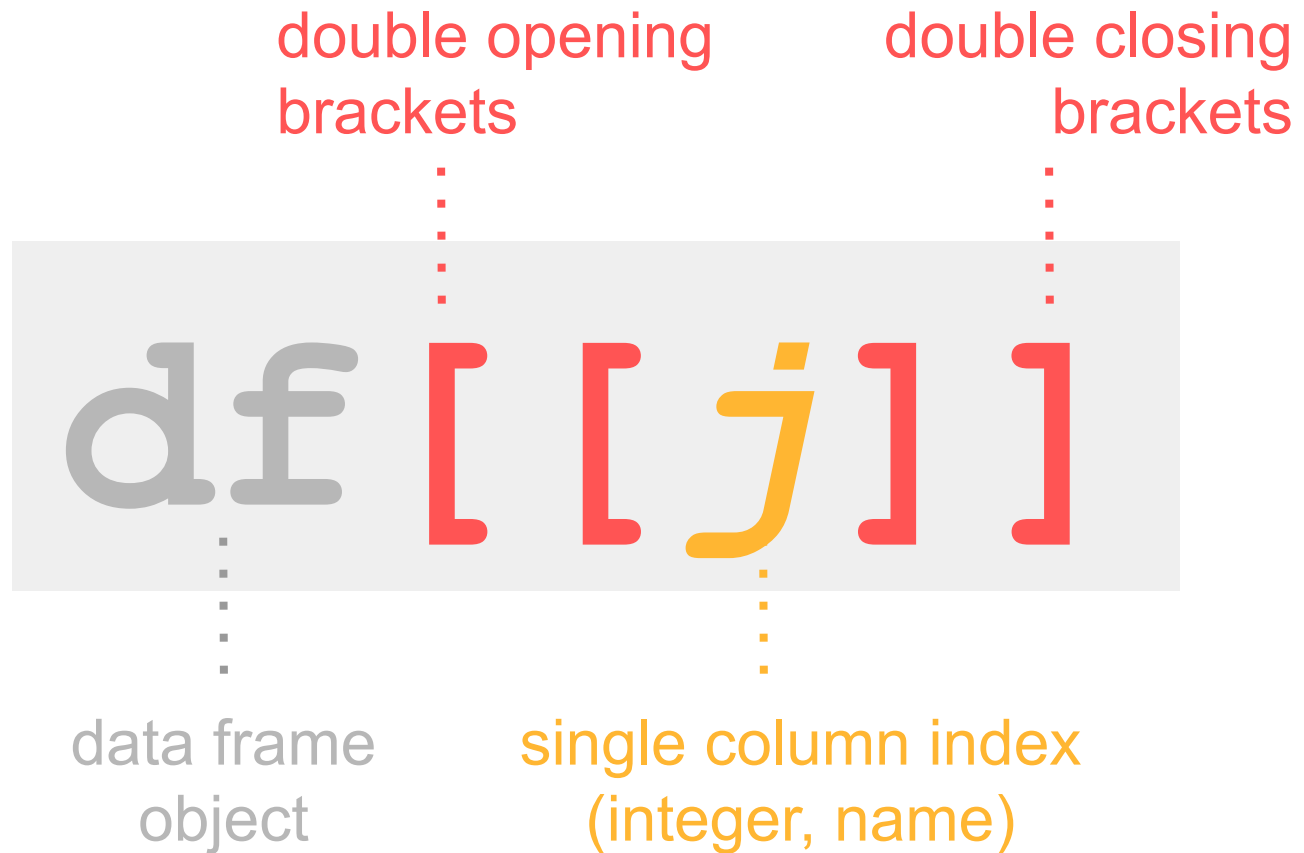 double opening
brackets
double closing
brackets
df[[j]]
data frame
object
single column index
(integer, name)